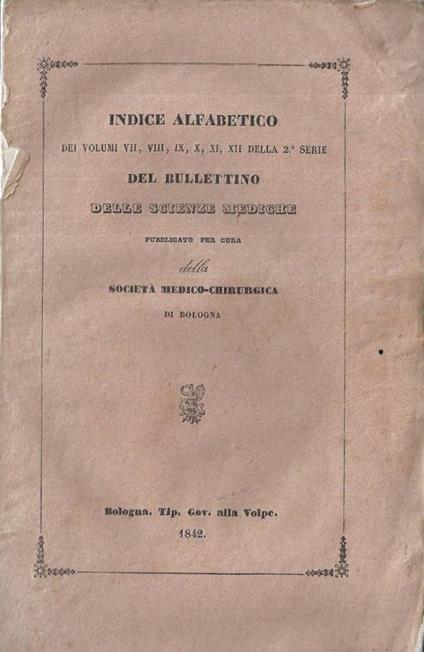 INDICE ALFABETICO
DEI VOLUMI VII, VIII, IX, X, XI, XII DELLA 2.ª SERIE
DEL BULLETTINO
DELLE SCIENZE MEDICHE
PUBBLICATO PER CURA
della
SOCIETÀ MEDICO-CHIRURGICA
DI BOLOGNA
Bologna. Tip. Gov. alla Volpe.
1842.